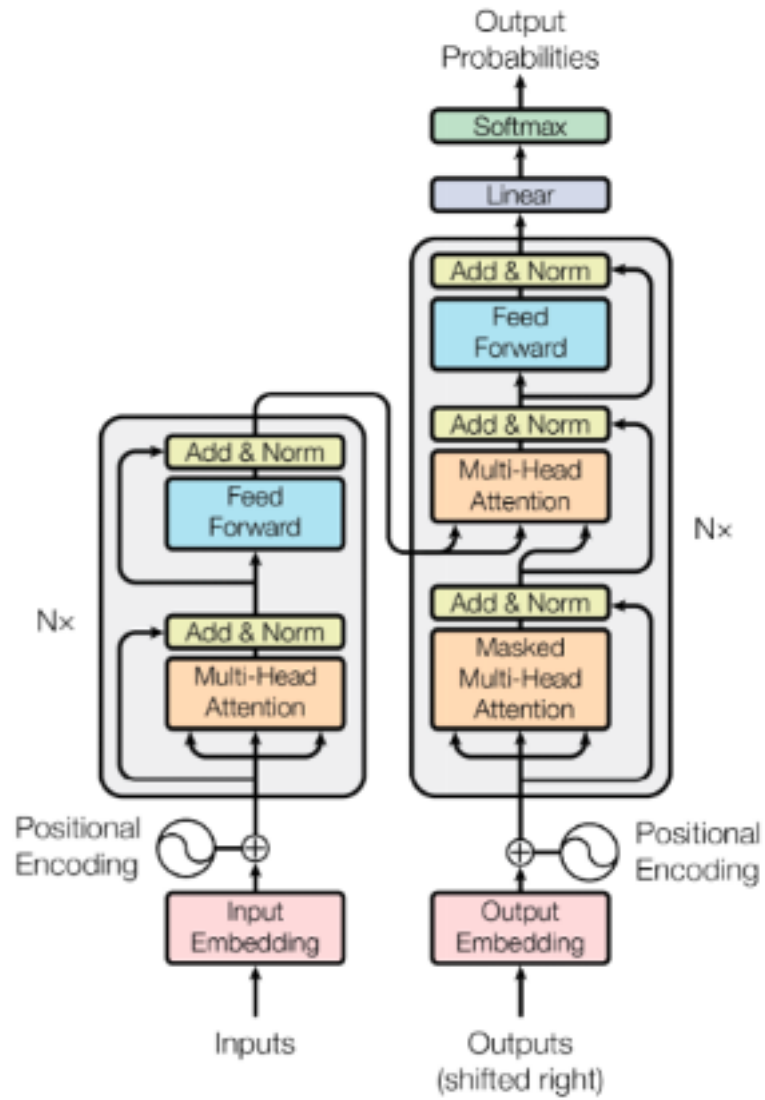 Output
Probabilities
Softmax
Linear
Add & Norm
Feed
Forward
Add & Norm
Multi-Head
Attention
Add & Norm
Masked
Multi-Head
Attention
Nx
Add & Norm
Feed
Forward
Add & Norm
Multi-Head
Attention
Nx
Positional
Encoding
Positional
Encoding
Input
Embedding
Output
Embedding
Inputs
Outputs
(shifted right)